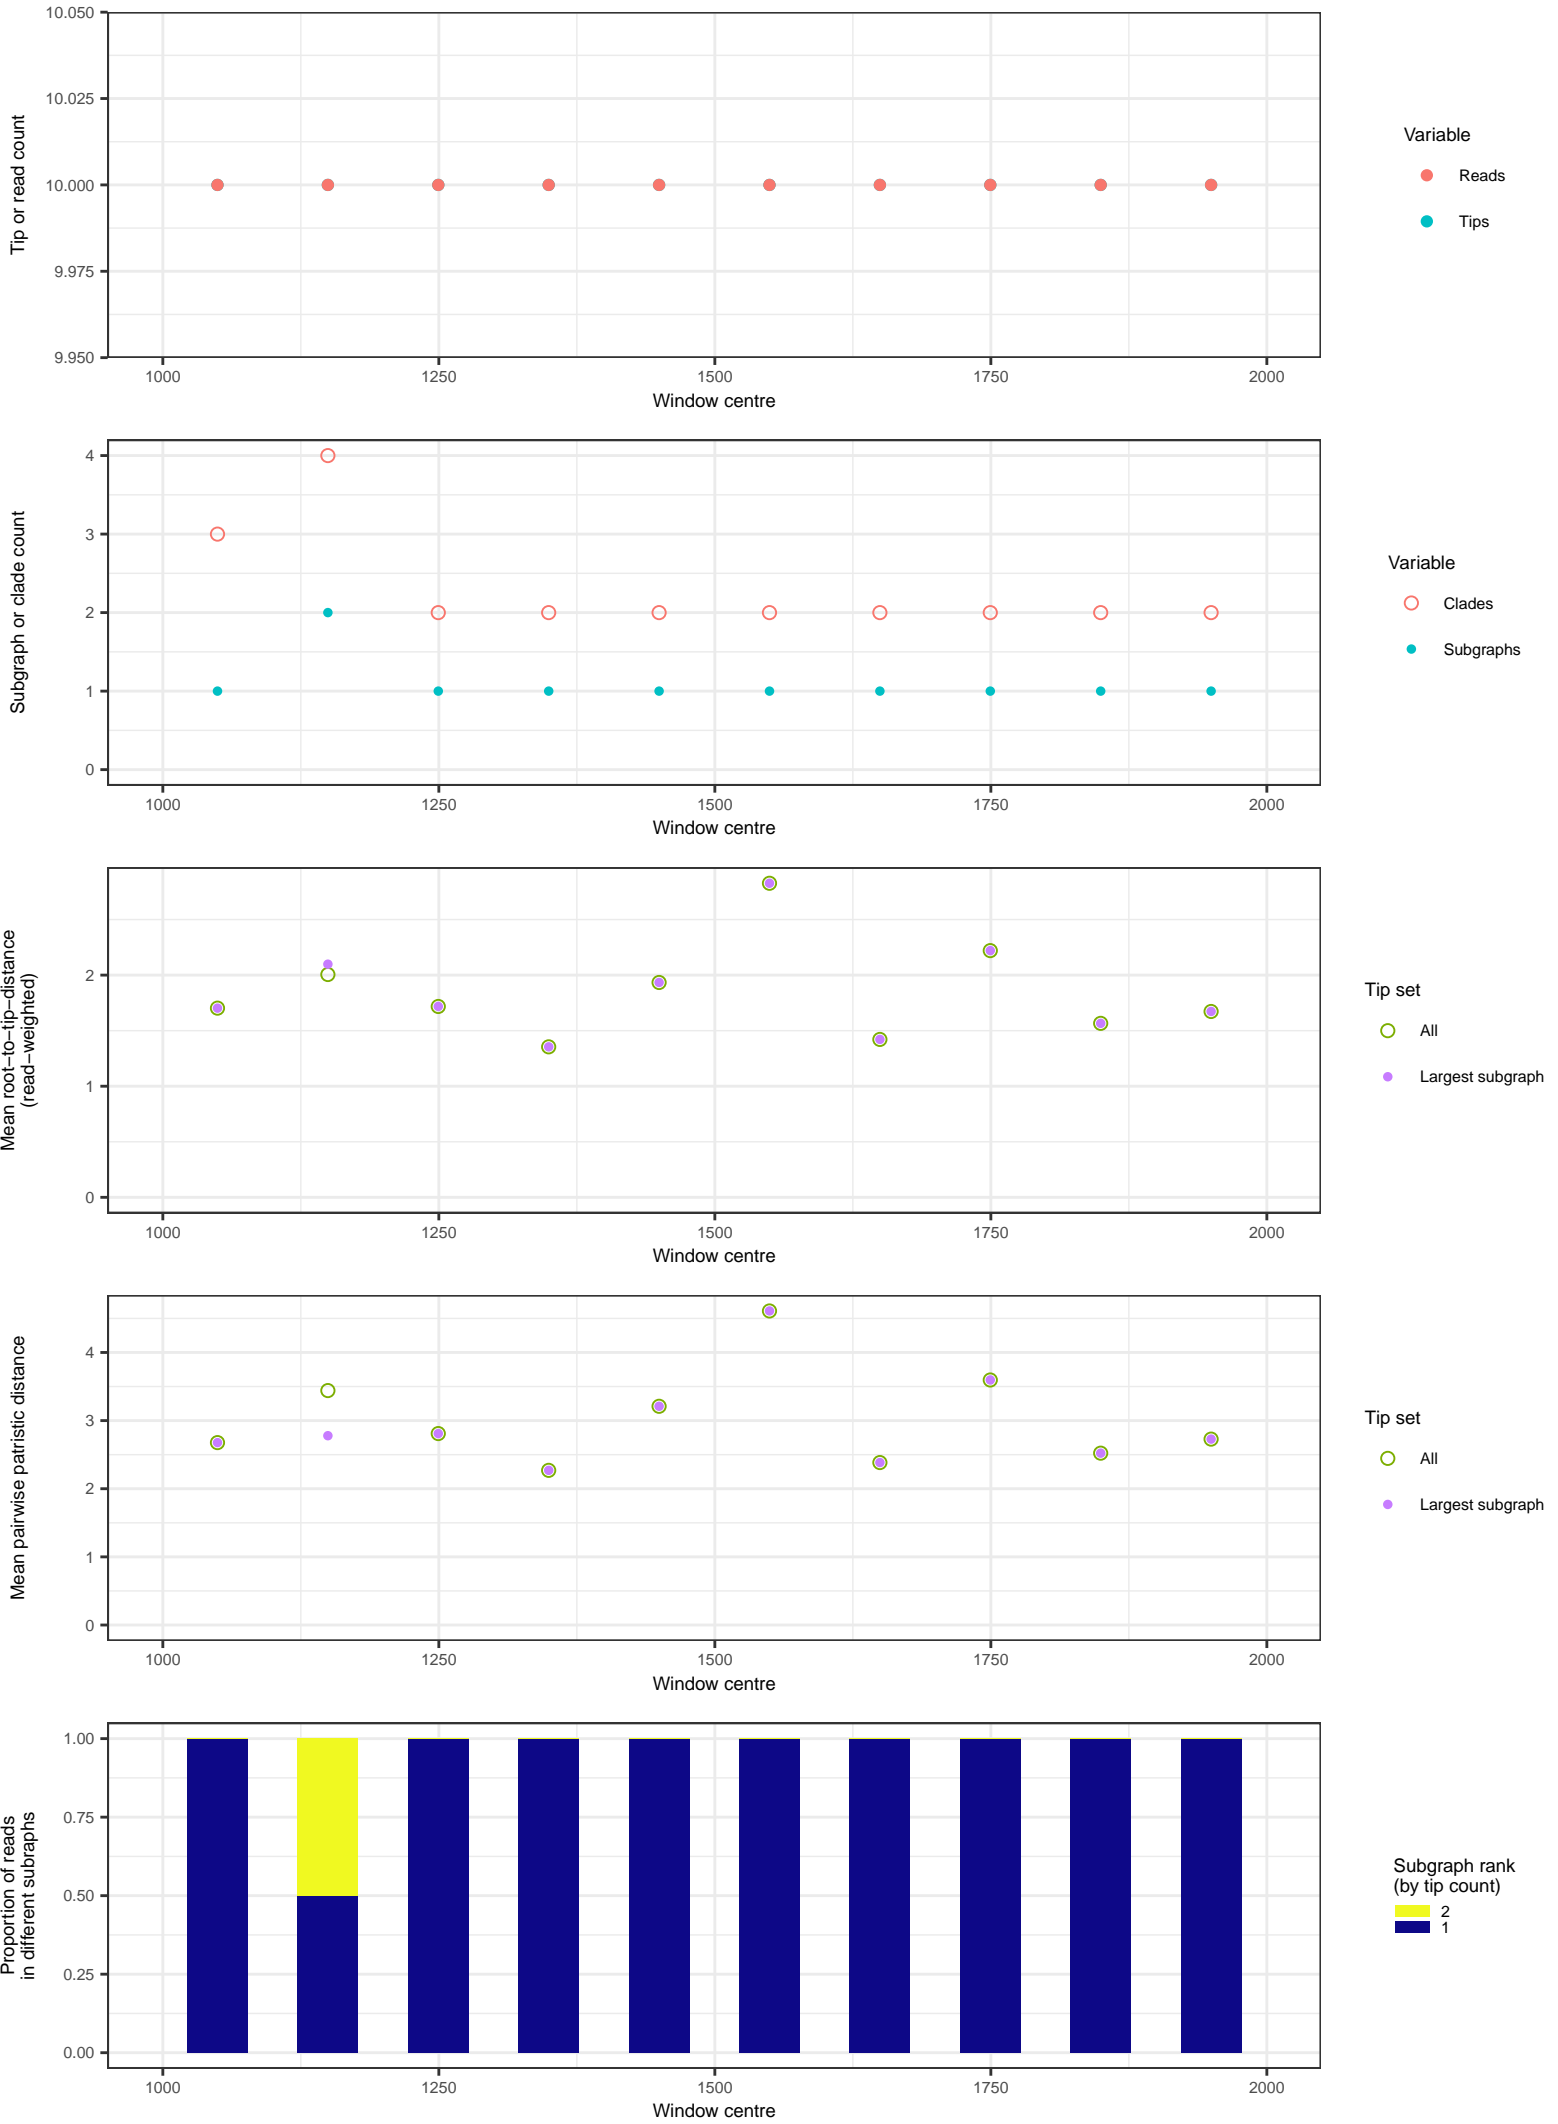 10.050
10.025
10.000
9.975
9.950
Tip or read count
1000 1250 1500 1750 2000
Window centre
Variable
Reads
Tips
4
3
2
1
0
Subgraph or clade count
1000 1250 1500 1750 2000
Window centre
Variable
Clades
Subgraphs
2
1
0
Mean root−to−tip−distance
(read−weighted)
1000 1250 1500 1750 2000
Window centre
Tip set
All
Largest subgraph
4
3
2
1
0
Mean pairwise patristic distance
1000 1250 1500 1750 2000
Window centre
Tip set
All
Largest subgraph
1.00
0.75
0.50
0.25
0.00
Proportion of reads
in different subraphs
1000 1250 1500 1750 2000
Window centre
Subgraph rank
(by tip count)
2
1